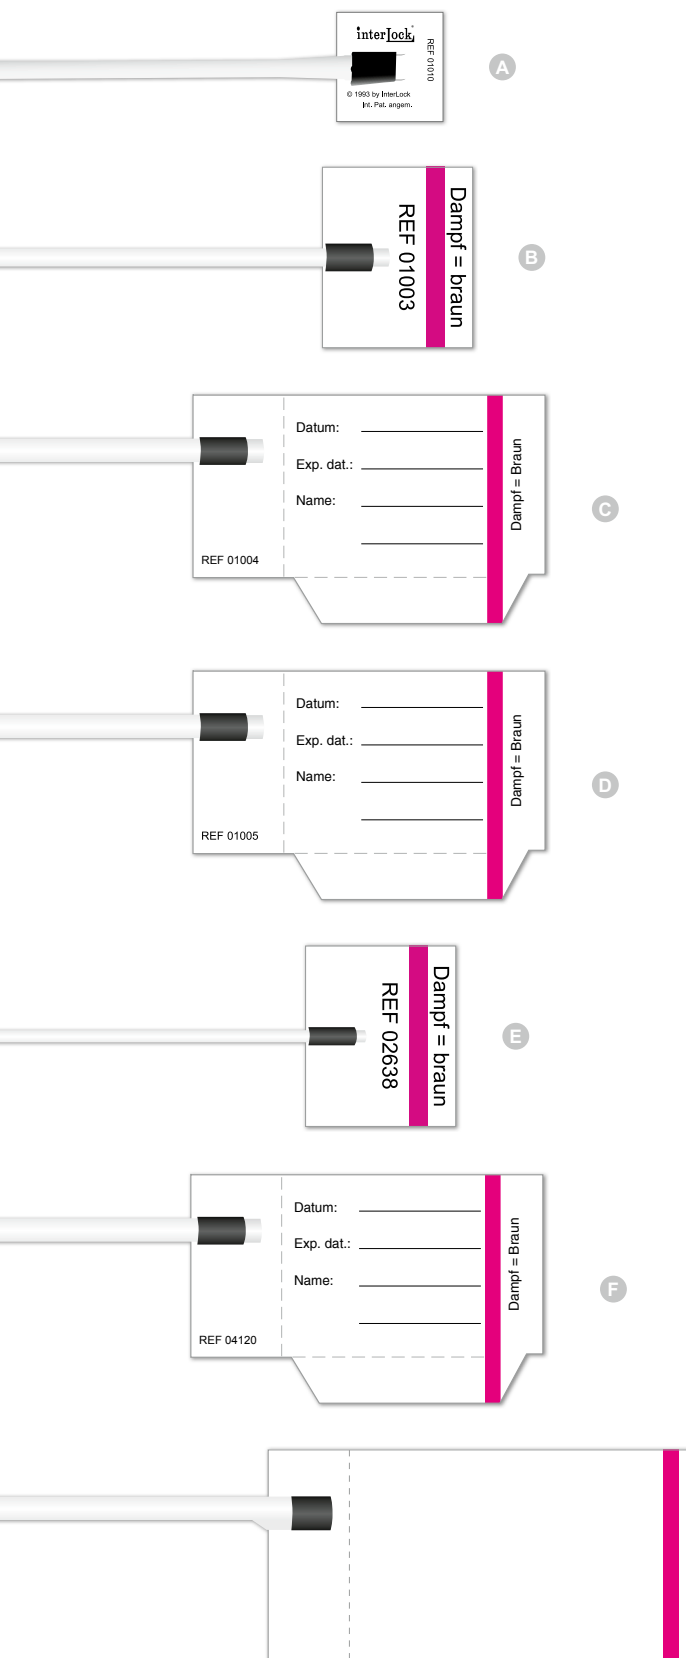 interlock
REF 01010
© 1993 by InterLock
Int. Pat. angem.
A
Dampf = braun
REF 01003
B
Datum:
Exp. dat.:
Name:
Dampf = Braun
REF 01004
C
Datum:
Exp. dat.:
Name:
Dampf = Braun
REF 01005
D
Dampf = braun
REF 02638
E
Datum:
Exp. dat.:
Name:
Dampf = Braun
REF 04120
F